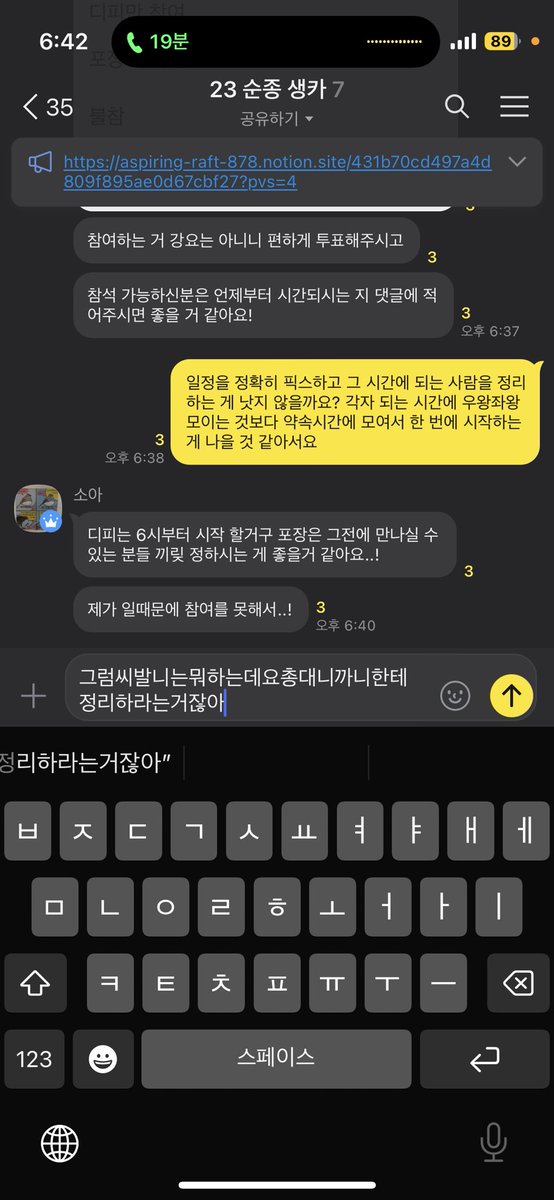 디피만 참여
6:42
19분
89
포장
불참
35
23 순종 생카 7
공유하기
https://aspiring-raft-878.notion.site/431b70cd497a4d
809f895ae0d67cbf27?pvs=4
3
참여하는 거 강요는 아니니 편하게 투표해주시고
3
참석 가능하신분은 언제부터 시간되시는 지 댓글에 적
어주시면 좋을 거 같아요!
3
오후 6:37
일정을 정확히 픽스하고 그 시간에 되는 사람을 정리
하는 게 낫지 않을까요? 각자 되는 시간에 우왕좌왕
모이는 것보다 약속시간에 모여서 한 번에 시작하는
게 나을 것 같아서요
3
오후 6:38
소아
디피는 6시부터 시작 할거구 포장은 그전에 만나실 수
있는 분들 끼릿 정하시는 게 좋을거 같아요..!
3
제가 일때문에 참여를 못해서..!
3
오후 6:40
그럼씨발니는뭐하는데요총대니까니한테
정리하라는거잖아
정리하라는거잖아”
ㅂ ㅈ ㄷ ㄱ ㅅ ㅛ ㅕ ㅑ ㅐ ㅔ
ㅁ ㄴ ㅇ ㄹ ㅎ ㅗ ㅓ ㅏ ㅣ
ㅋ ㅌ ㅊ ㅍ ㅠ ㅜ ㅡ
123
스페이스